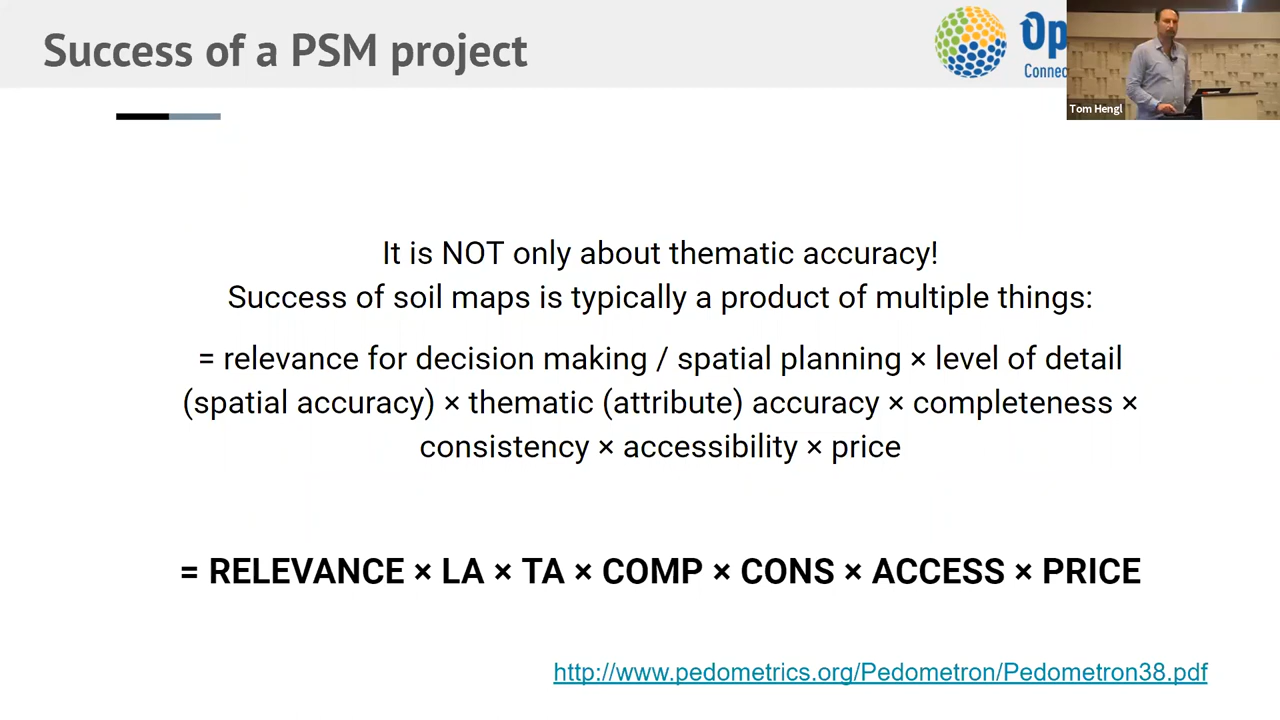 Success of a PSM project
Op
Connec
Tom Hengl
It is NOT only about thematic accuracy!
Success of soil maps is typically a product of multiple things:
= relevance for decision making / spatial planning × level of detail
(spatial accuracy) × thematic (attribute) accuracy × completeness ×
consistency × accessibility × price
= RELEVANCE × LA × TA × COMP × CONS × ACCESS × PRICE
http://www.pedometrics.org/Pedometron/Pedometron38.pdf